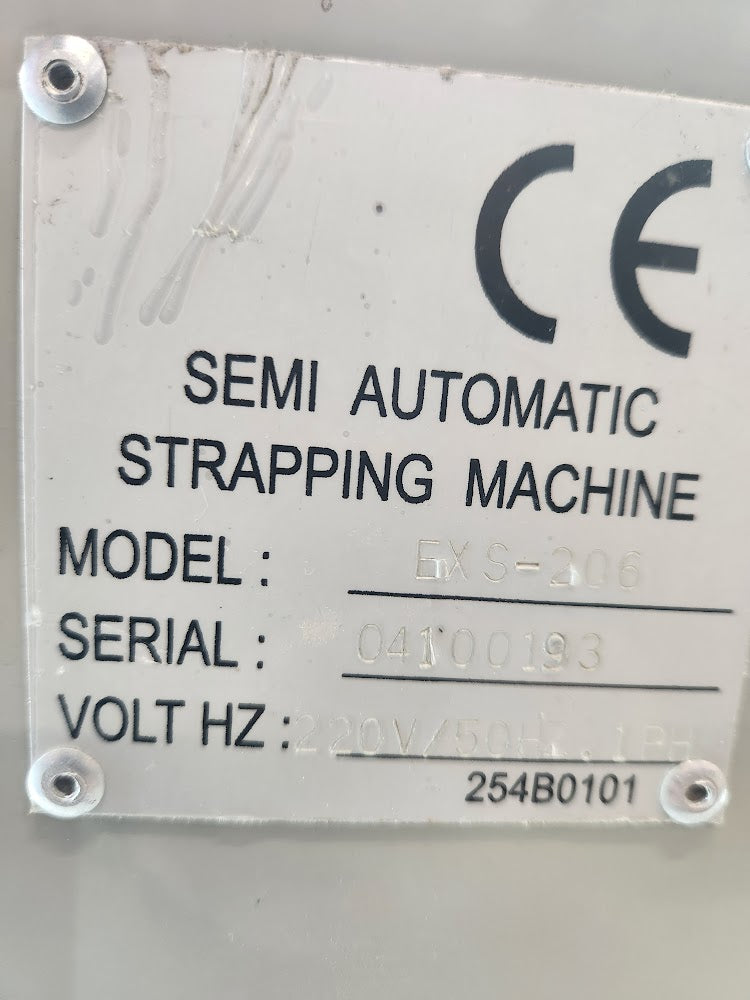 CE
SEMI AUTOMATIC
STRAPPING MACHINE
MODEL: EXS-206
SERIAL: 04100193
VOLT HZ: 220V/50HZ.1PH
254B0101